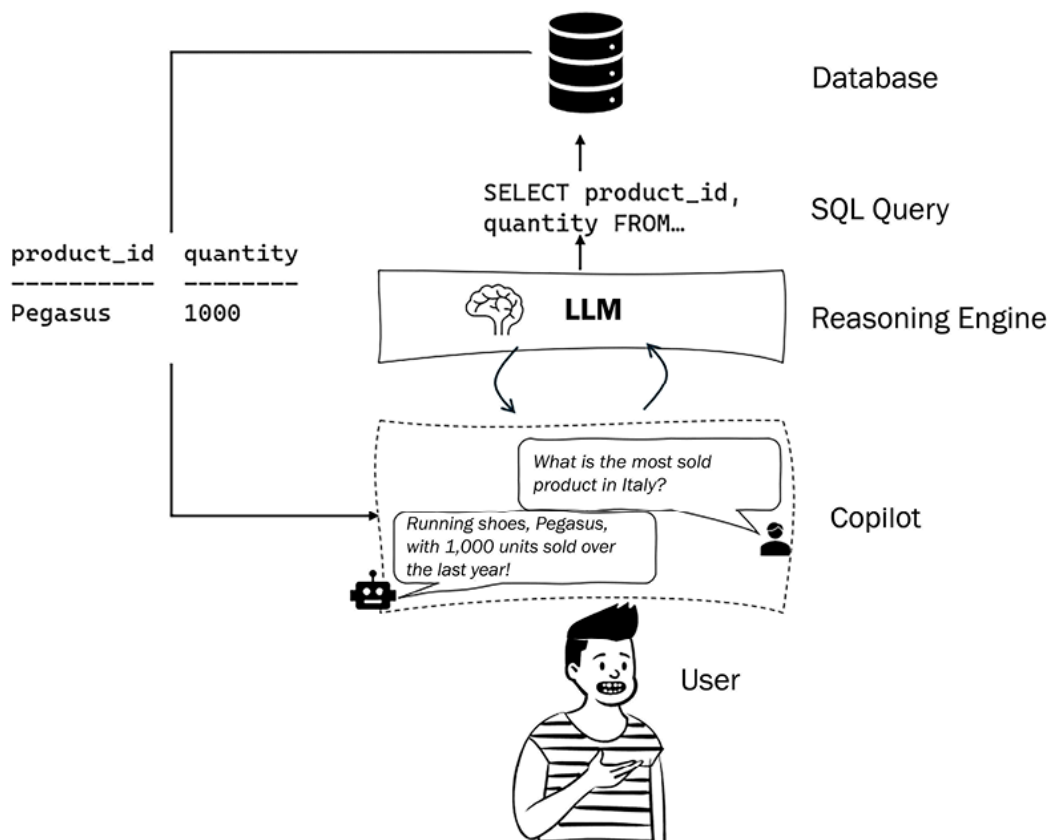 Database
SELECT product_id,
quantity FROM…
SQL Query
product_id quantity
---------- --------
Pegasus 1000
LLM
Reasoning Engine
What is the most sold
product in Italy?
Running shoes, Pegasus,
with 1,000 units sold over
the last year!
Copilot
User